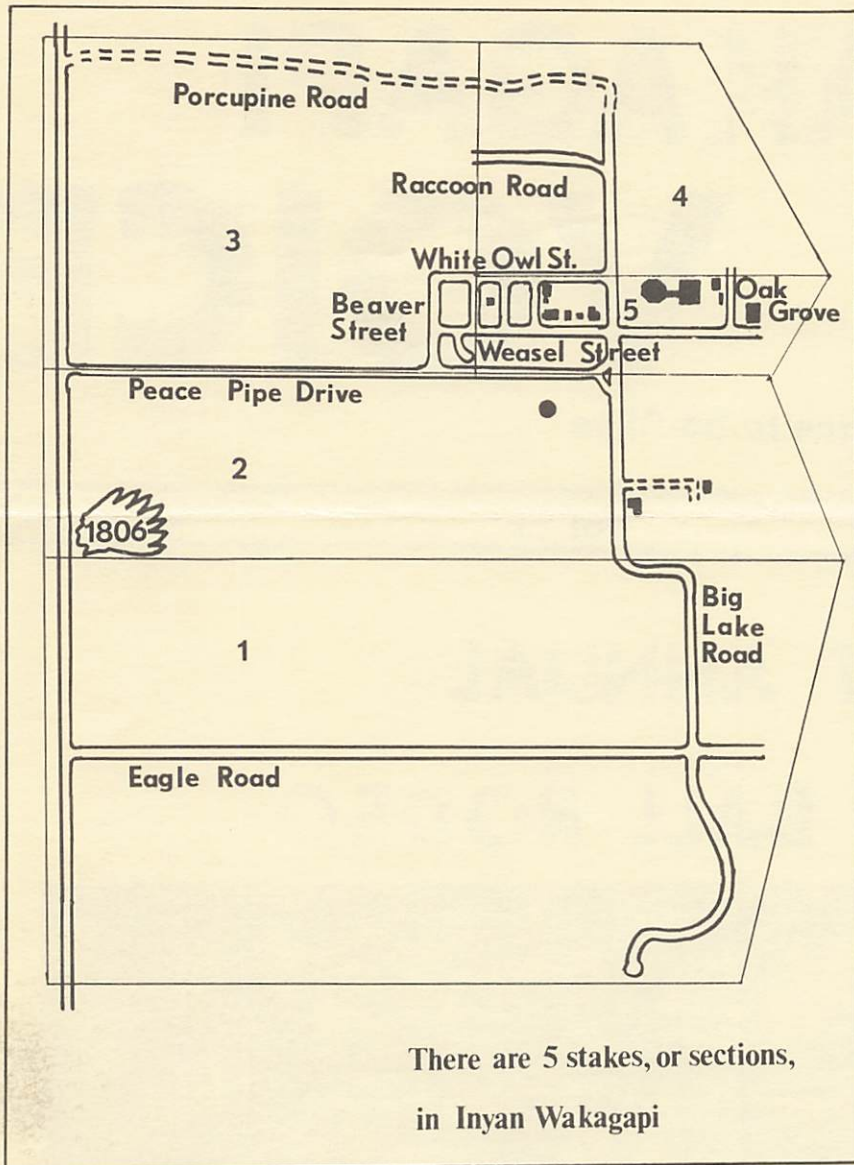 Porcupine Road
Raccoon Road
4
3
White Owl St.
Beaver
Street
5
Oak
Grove
Weasel Street
Peace Pipe Drive
2
1806
Big
Lake
Road
1
Eagle Road
There are 5 stakes, or sections,
in Inyan Wakagapi